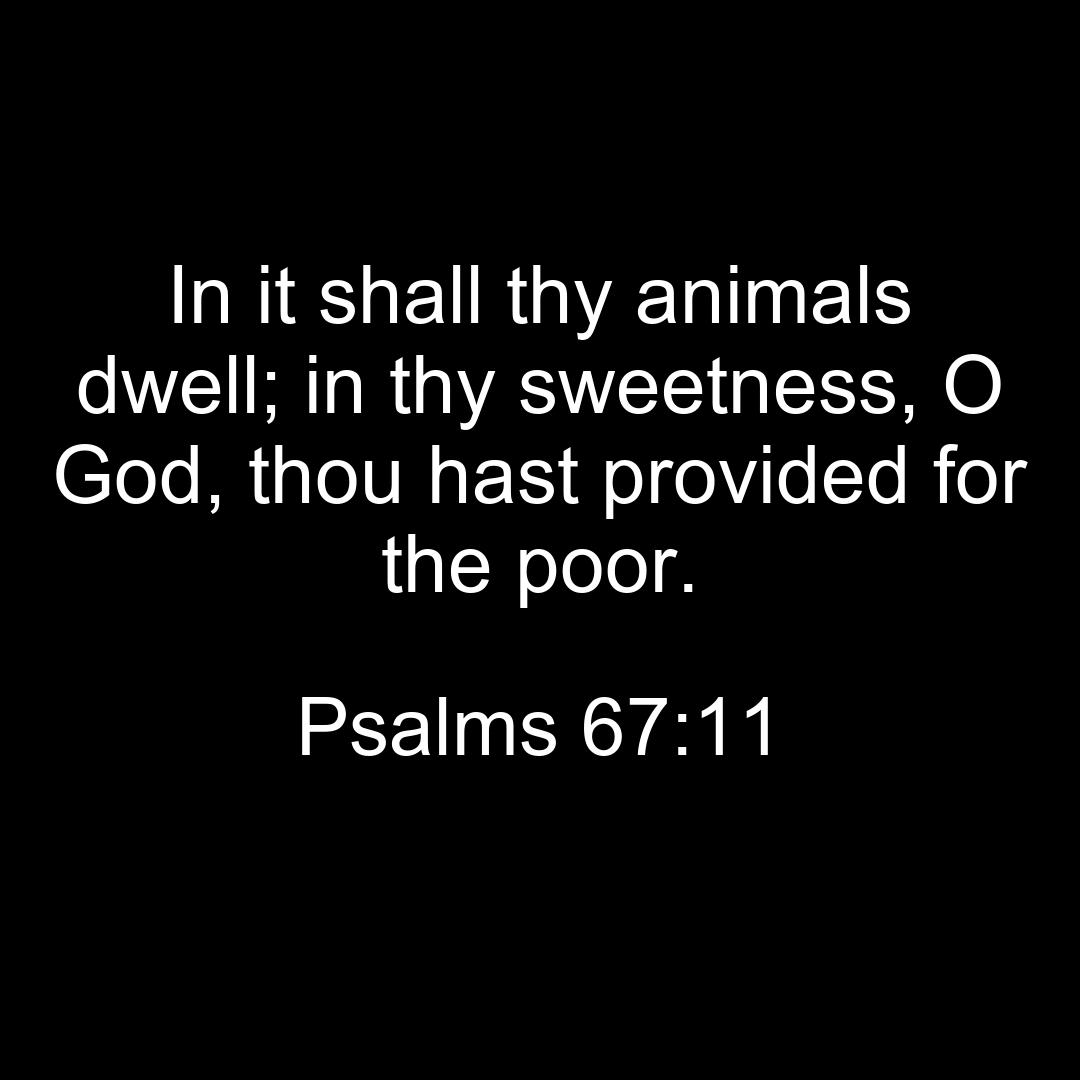 In it shall thy animals
dwell; in thy sweetness, O
God, thou hast provided for
the poor.
Psalms 67:11